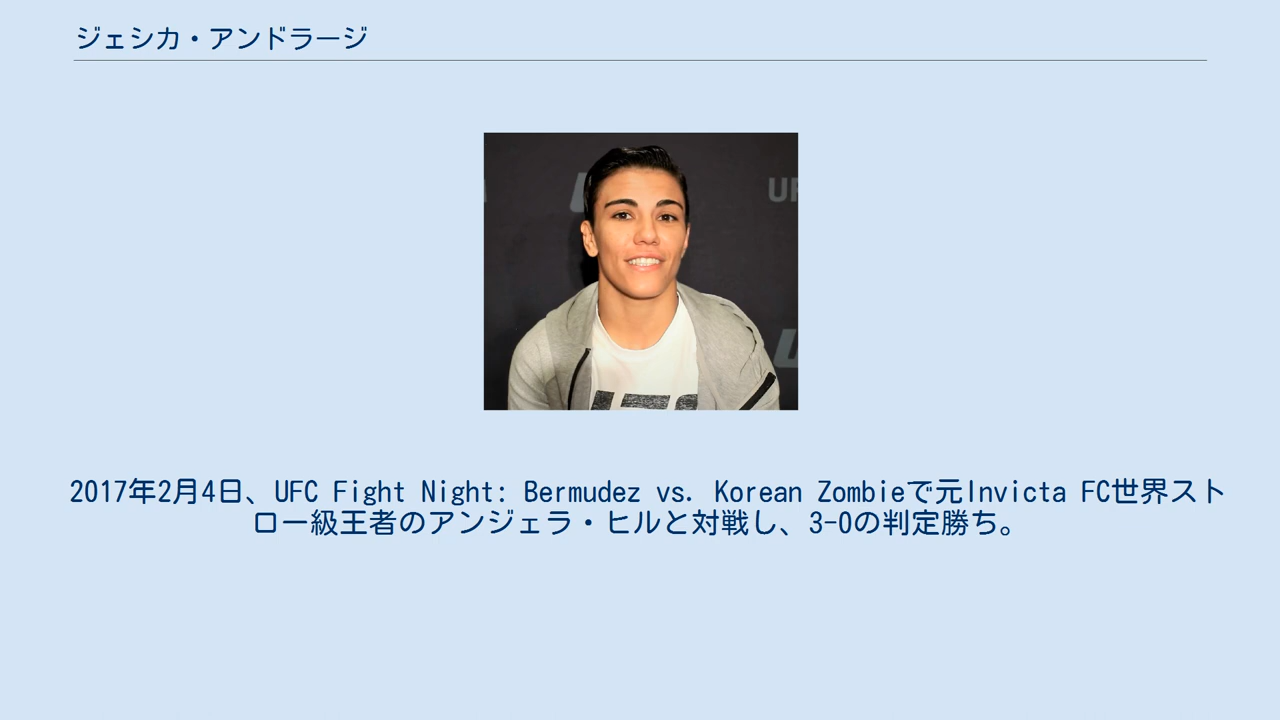 ジェシカ・アンドラージ
UF
2017年2月4日、UFC Fight Night: Bermudez vs. Korean Zombieで元Invicta FC世界スト
ロー級王者のアンジェラ・ヒルと対戦し、3-0の判定勝ち。